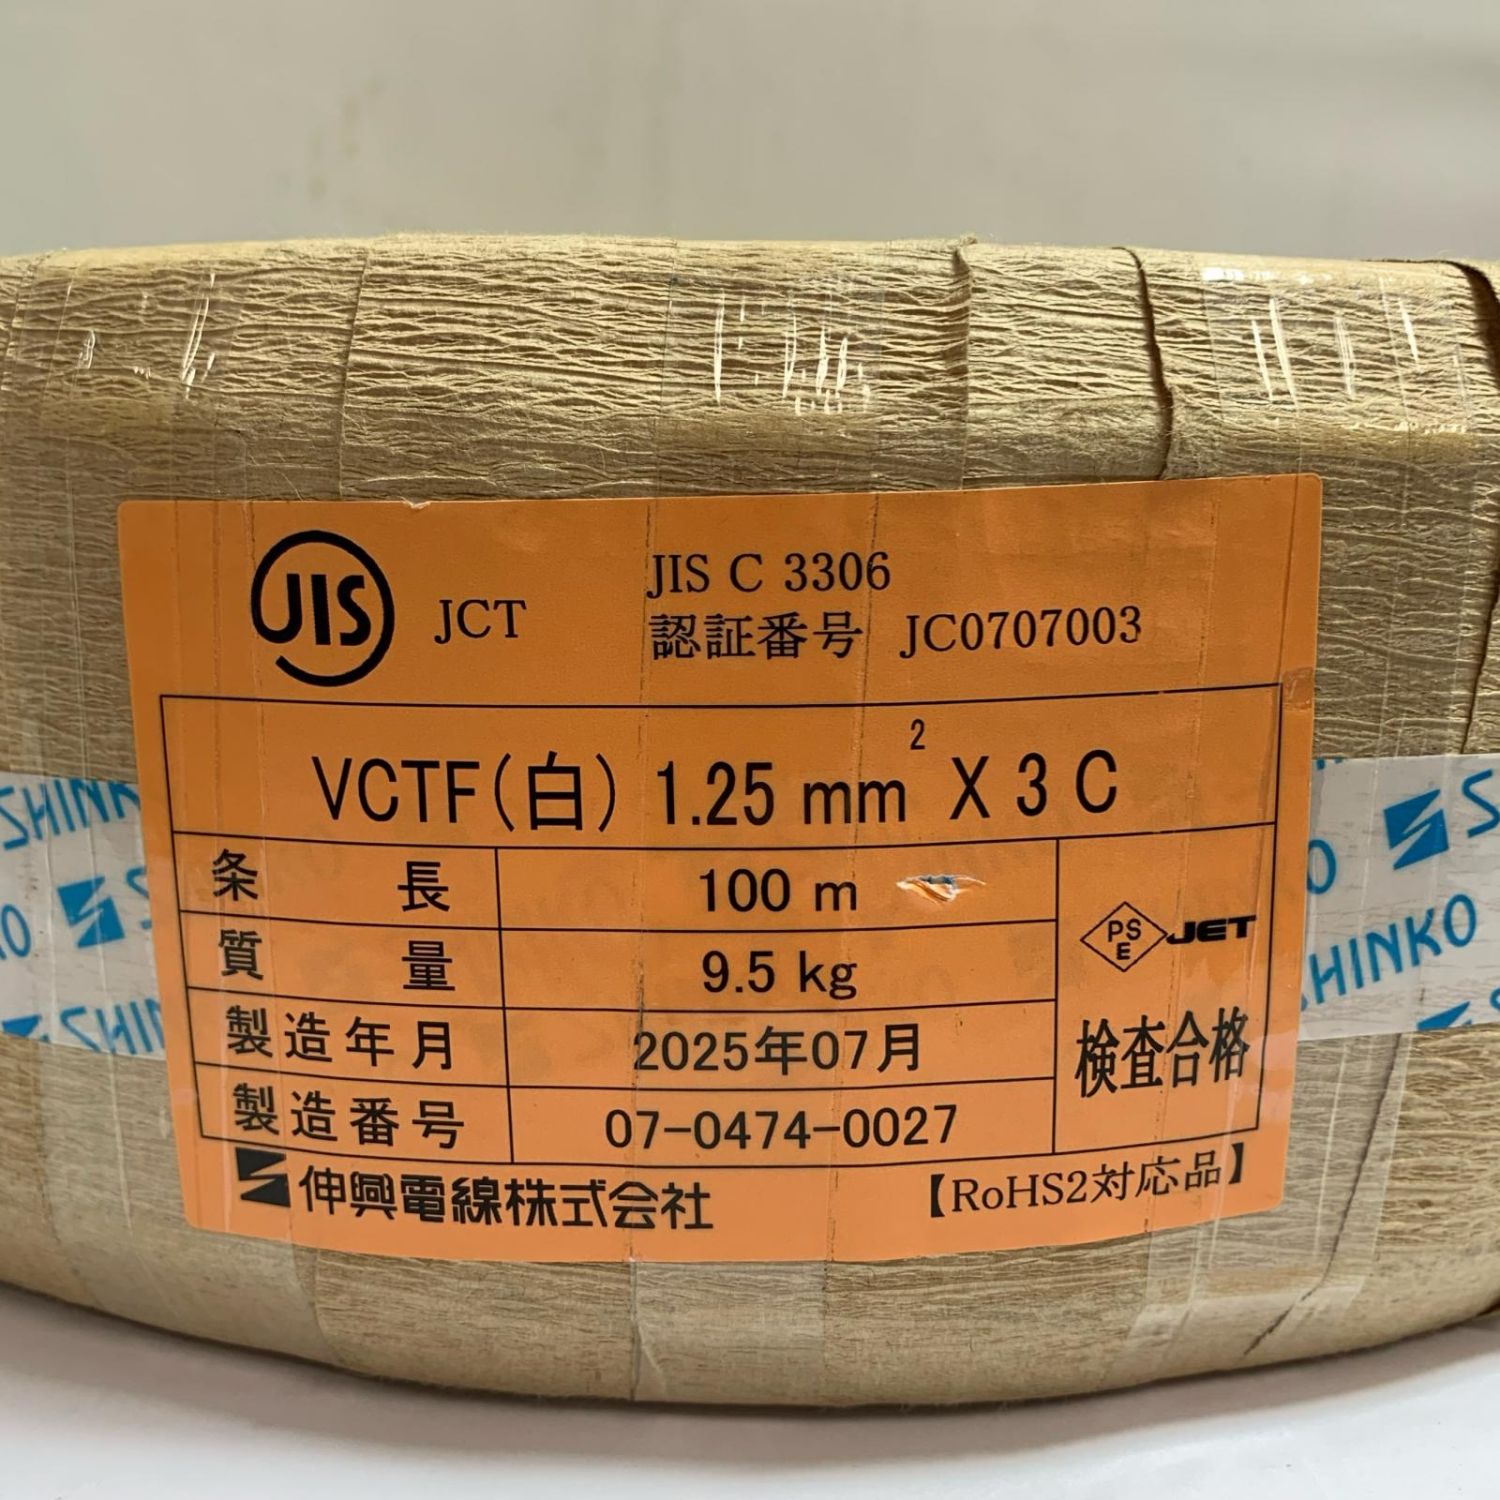 JIS JCT
JIS C 3306
認証番号 JC0707003
VCTF(白) 1.25 mm² X 3 C
条長 100 m
質量 9.5 kg
PSE JET
製造年月 2025年07月
検査合格
製造番号 07-0474-0027
伸興電線株式会社 【RoHS2対応品】
SHINKO
SHINKO